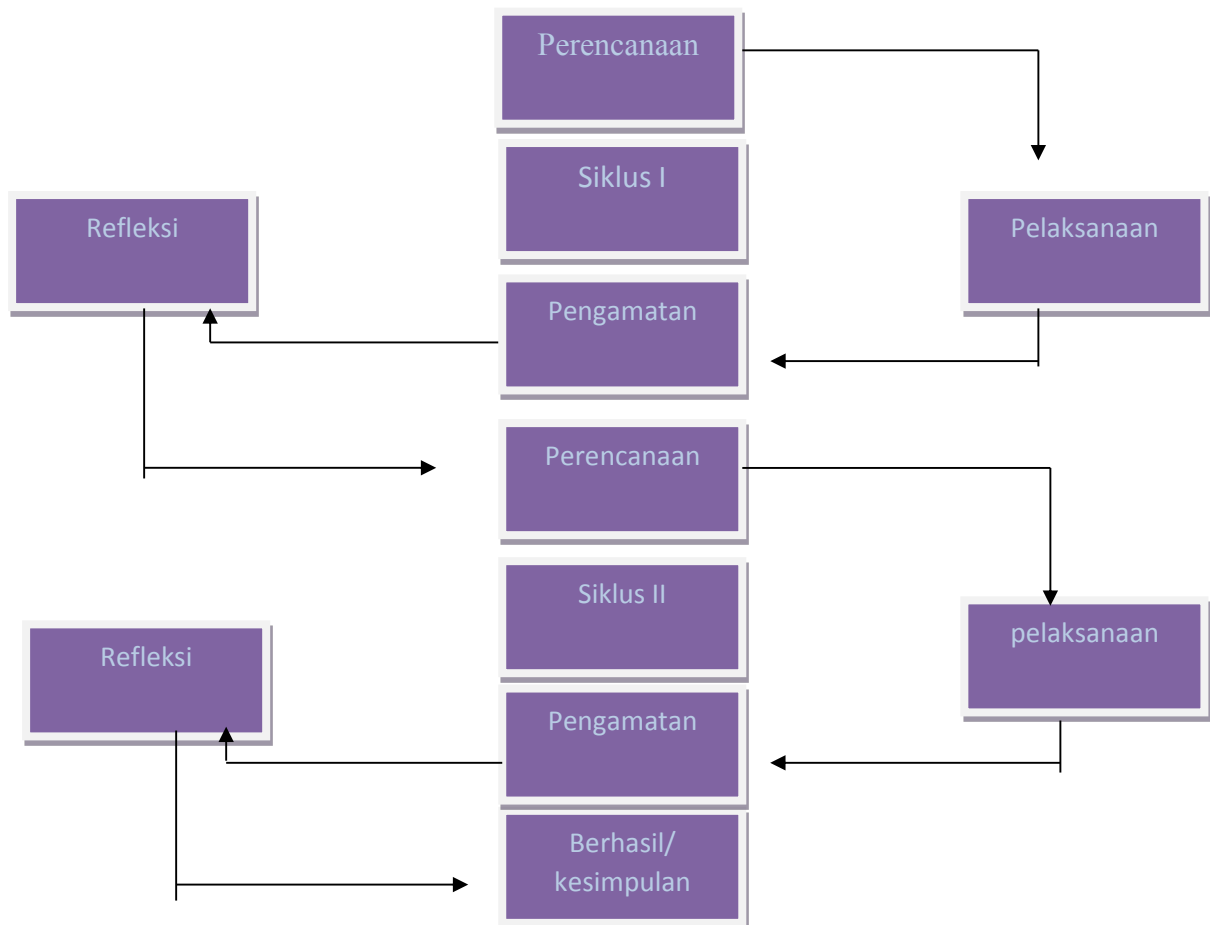 Perencanaan
Siklus I
Refleksi
Pelaksanaan
Pengamatan
Perencanaan
Siklus II
Refleksi
pelaksanaan
Pengamatan
Berhasil/
kesimpulan